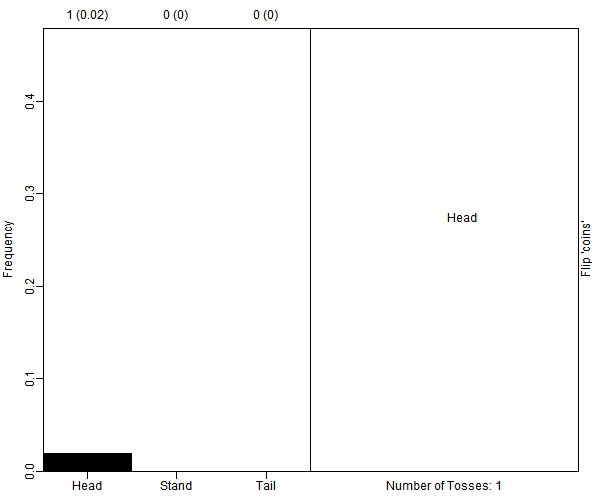 1 (0.02) 0 (0) 0 (0)
Frequency
0.4
0.3
0.2
0.1
0.0
Head Stand Tail
Head
Number of Tosses: 1
Flip 'coins'